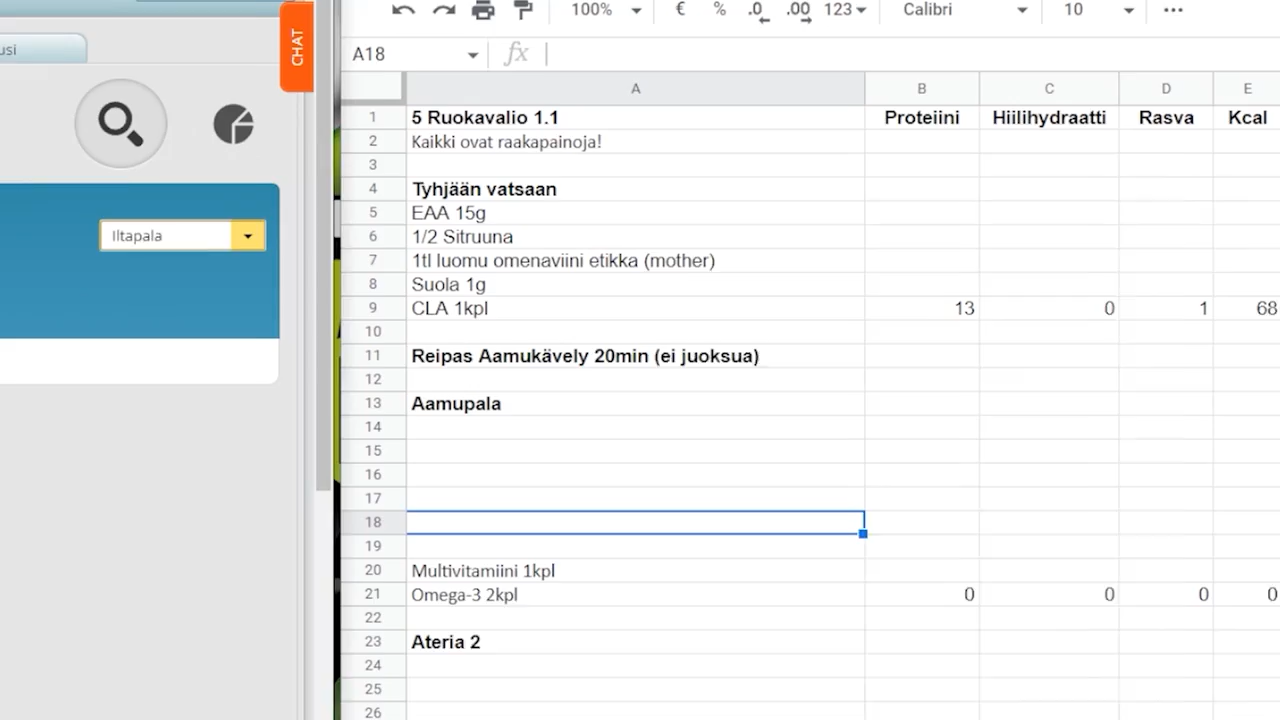 usi
CHAT
Iltapala
100%
€
%
.0
.00
123
Calibri
10
A18
fx
A B C D E
1 5 Ruokavalio 1.1 Proteiini Hiilihydraatti Rasva Kcal
2 Kaikki ovat raakapainoja!
3
4 Tyhjään vatsaan
5 EAA 15g
6 1/2 Sitruuna
7 1tl luomu omenaviini etikka (mother)
8 Suola 1g
9 CLA 1kpl 13 0 1 68
10
11 Reipas Aamukävely 20min (ei juoksua)
12
13 Aamupala
14
15
16
17
18
19
20 Multivitamiini 1kpl
21 Omega-3 2kpl 0 0 0 0
22
23 Ateria 2
24
25
26